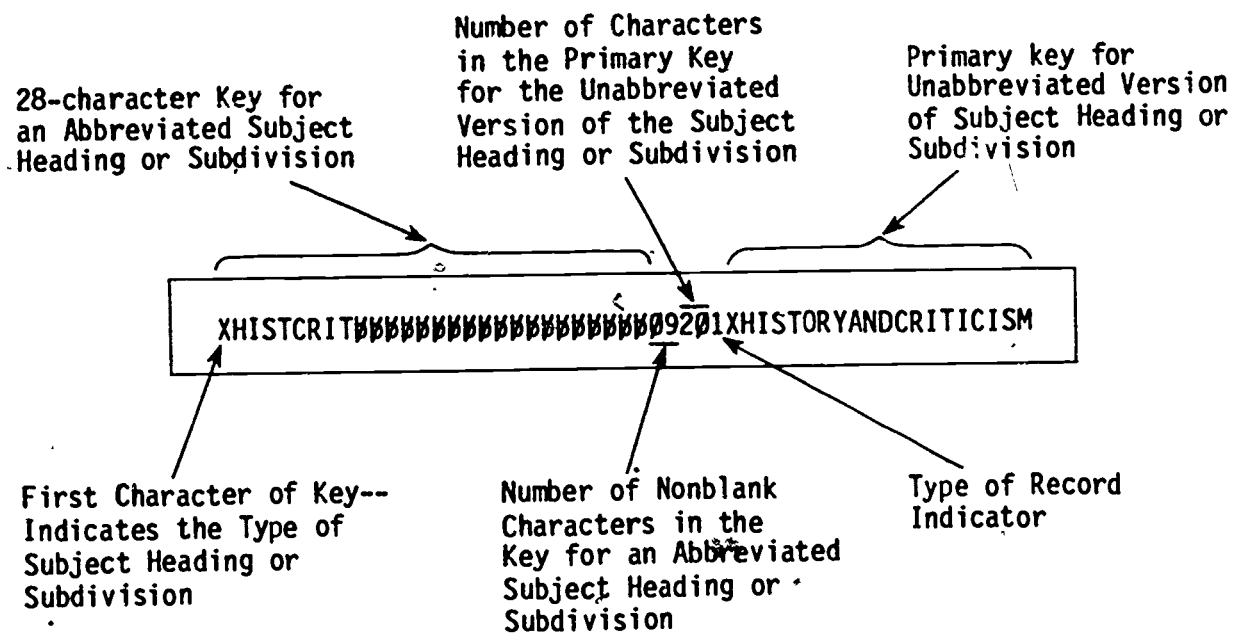 Number of Characters
in the Primary Key
for the Unabbreviated
Version of the Subject
Heading or Subdivision
Primary key for
Unabbreviated Version
of Subject Heading or
Subdivision
28-character Key for
an Abbreviated Subject
Heading or Subdivision
XHISTCRITb̸b̸b̸b̸b̸b̸b̸b̸b̸b̸b̸b̸b̸b̸b̸b̸b̸b̸b̸Ø92Ø1XHISTORYANDCRITICISM
First Character of Key--
Indicates the Type of
Subject Heading or
Subdivision
Number of Nonblank
Characters in the
Key for an Abbreviated
Subject Heading or
Subdivision
Type of Record
Indicator